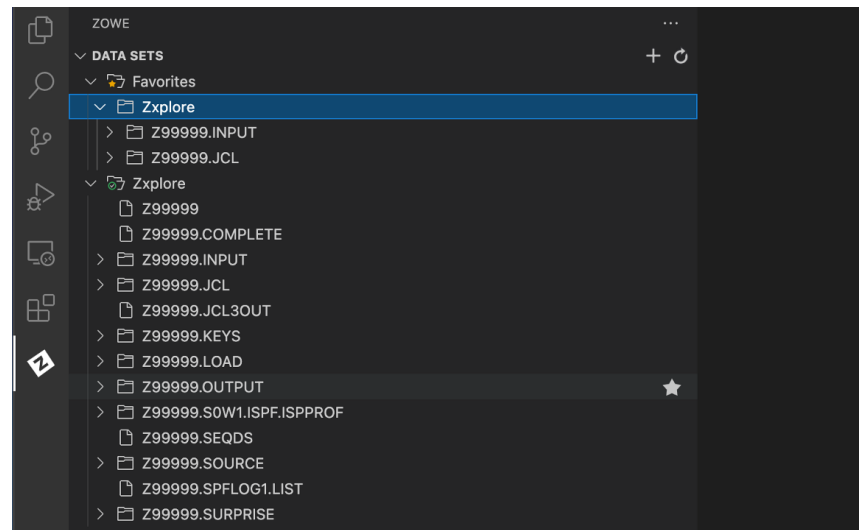 ZOWE
DATA SETS
Favorites
Zxplore
Z99999.INPUT
Z99999.JCL
Zxplore
Z99999
Z99999.COMPLETE
Z99999.INPUT
Z99999.JCL
Z99999.JCL3OUT
Z99999.KEYS
Z99999.LOAD
Z99999.OUTPUT
Z99999.S0W1.ISPF.ISPPROF
Z99999.SEQDS
Z99999.SOURCE
Z99999.SPFLOG1.LIST
Z99999.SURPRISE